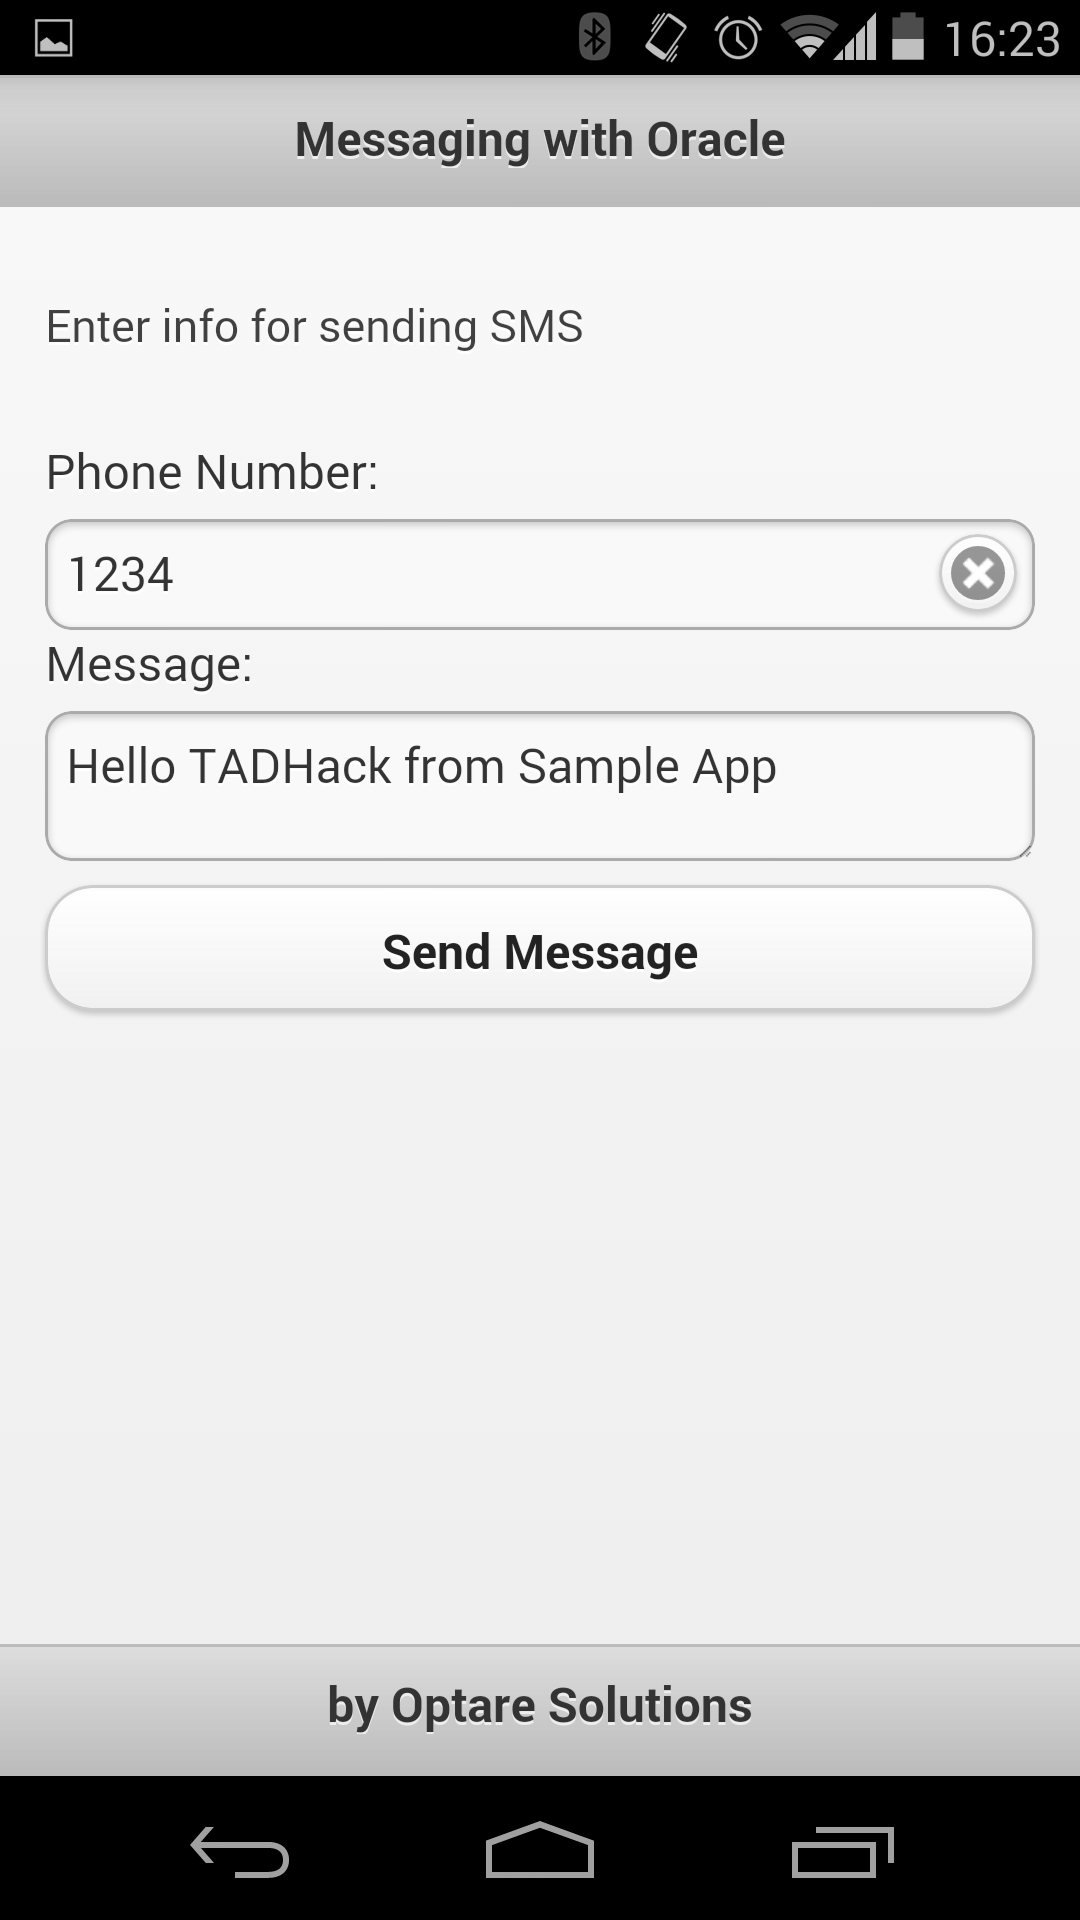 16:23
Messaging with Oracle
Enter info for sending SMS
Phone Number:
1234
Message:
Hello TADHack from Sample App
Send Message
by Optare Solutions